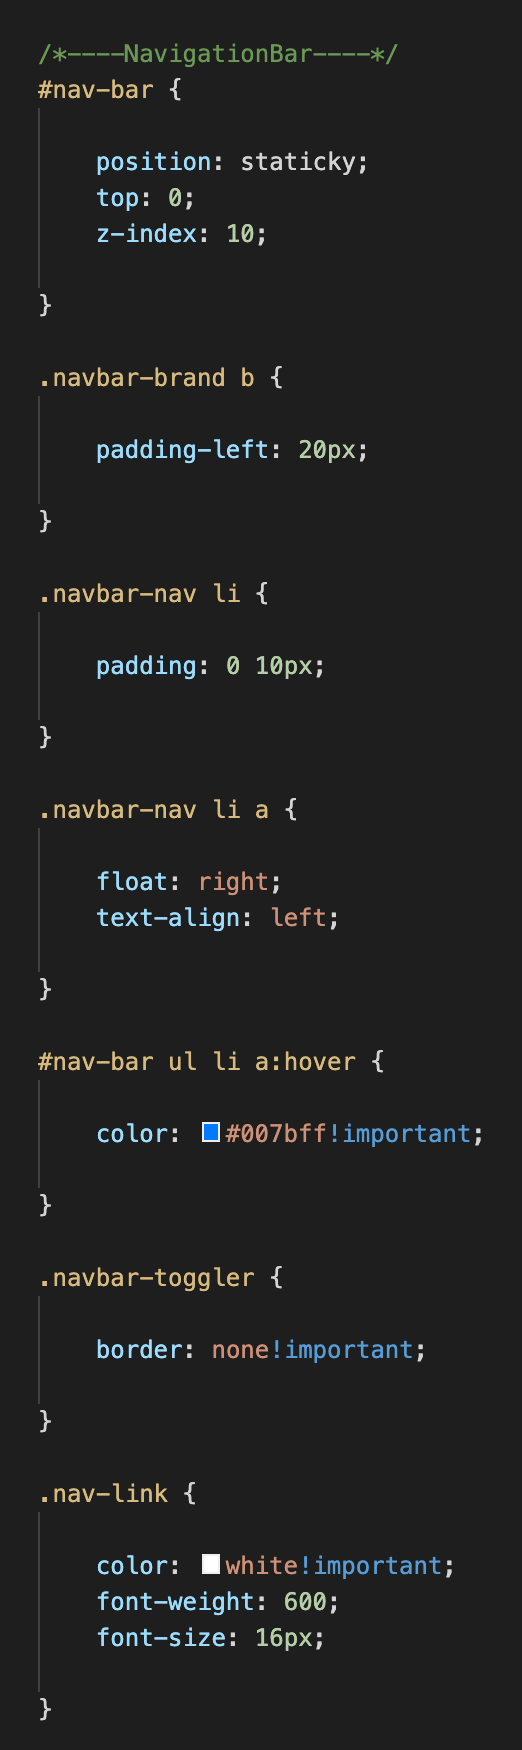 /*----NavigationBar----*/
#nav-bar {
position: staticky;
top: 0;
z-index: 10;
}
.navbar-brand b {
padding-left: 20px;
}
.navbar-nav li {
padding: 0 10px;
}
.navbar-nav li a {
float: right;
text-align: left;
}
#nav-bar ul li a:hover {
color: #007bff!important;
}
.navbar-toggler {
border: none!important;
}
.nav-link {
color: white!important;
font-weight: 600;
font-size: 16px;
}